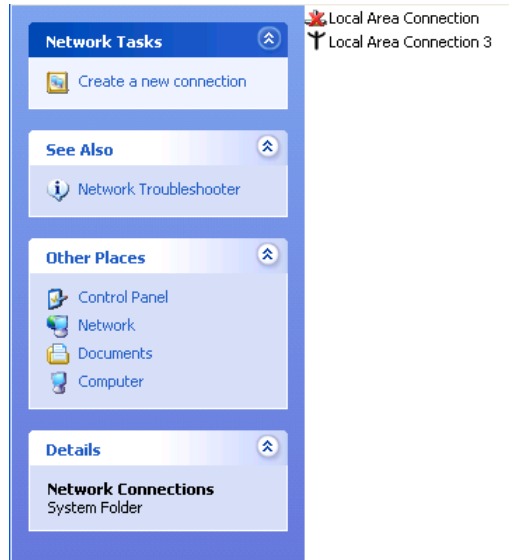 Network Tasks
Create a new connection
See Also
Network Troubleshooter
Other Places
Control Panel
Network
Documents
Computer
Details
Network Connections
System Folder
Local Area Connection
Local Area Connection 3